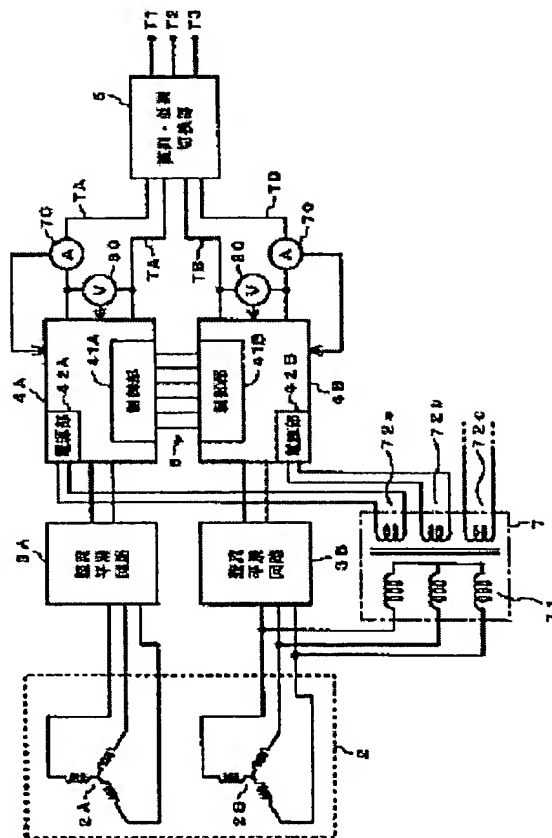 T1
T2
T3
5
直列・並列
切換部
TA
TB
70
A
70
A
TA
TB
80
V
80
V
4A
42A
電源部
41A
制御部
41B
制御部
42B
電源部
4B
6
3A
整流
平滑
回路
3B
整流
平滑
回路
72a
72b
72c
7
71
2A
2B
2